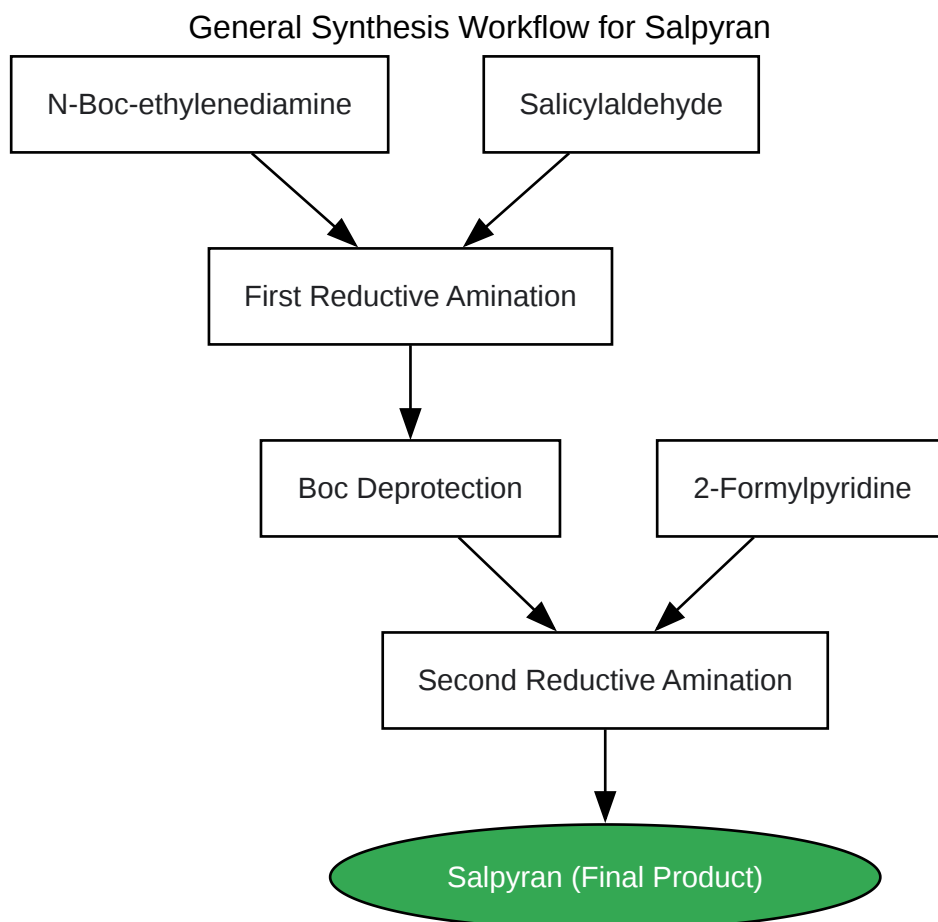 General Synthesis Workflow for Salpyran
N-Boc-ethylenediamine
Salicylaldehyde
First Reductive Amination
Boc Deprotection
2-Formylpyridine
Second Reductive Amination
Salpyran (Final Product)